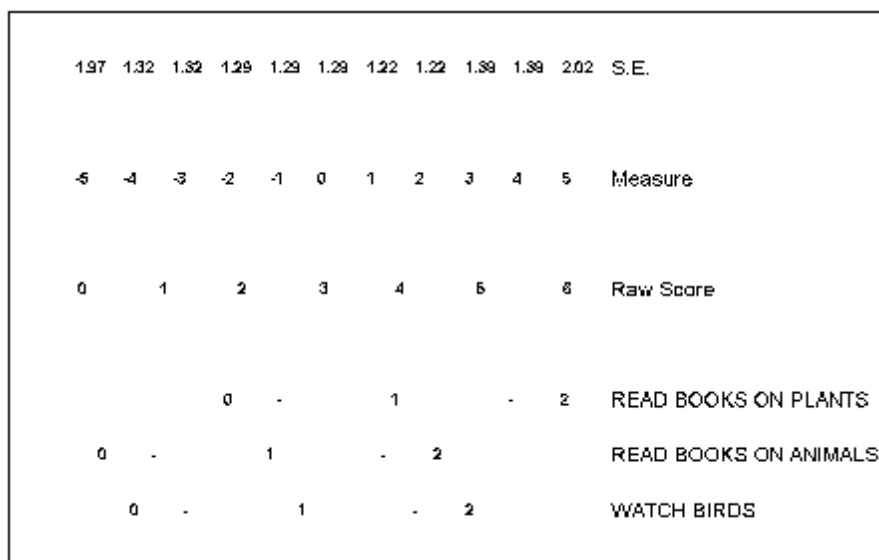 1.97 1.32 1.32 1.29 1.29 1.29 1.22 1.22 1.39 1.39 2.02 S.E.
-5 -4 -3 -2 -1 0 1 2 3 4 5 Measure
0 1 2 3 4 5 6 Raw Score
0 - 1 - 2 READ BOOKS ON PLANTS
0 - 1 - 2 READ BOOKS ON ANIMALS
0 - 1 - 2 WATCH BIRDS